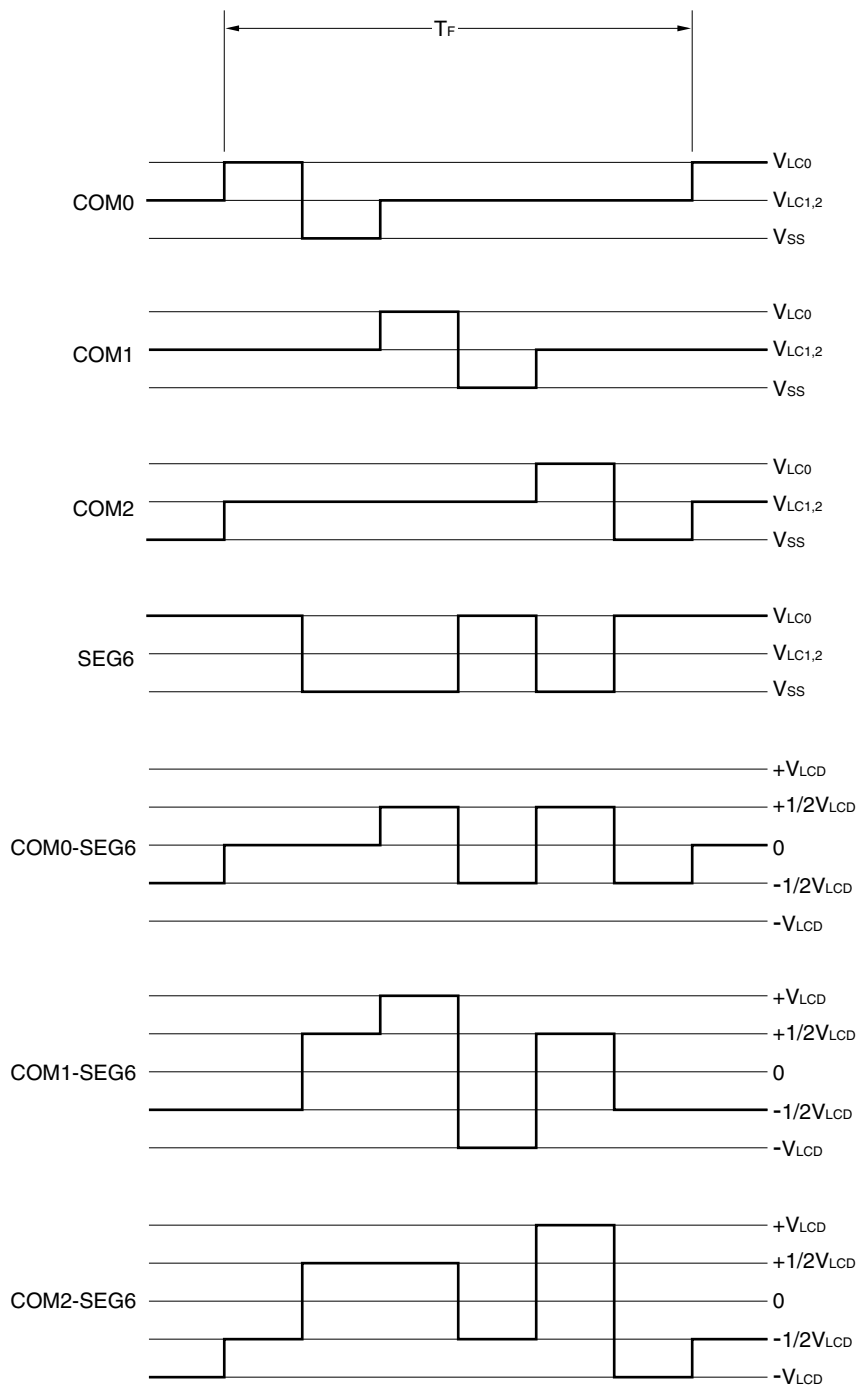 TF
COM0
VLC0
VLC1,2
VSS
COM1
VLC0
VLC1,2
VSS
COM2
VLC0
VLC1,2
VSS
SEG6
VLC0
VLC1,2
VSS
COM0-SEG6
+VLCD
+1/2VLCD
0
-1/2VLCD
-VLCD
COM1-SEG6
+VLCD
+1/2VLCD
0
-1/2VLCD
-VLCD
COM2-SEG6
+VLCD
+1/2VLCD
0
-1/2VLCD
-VLCD